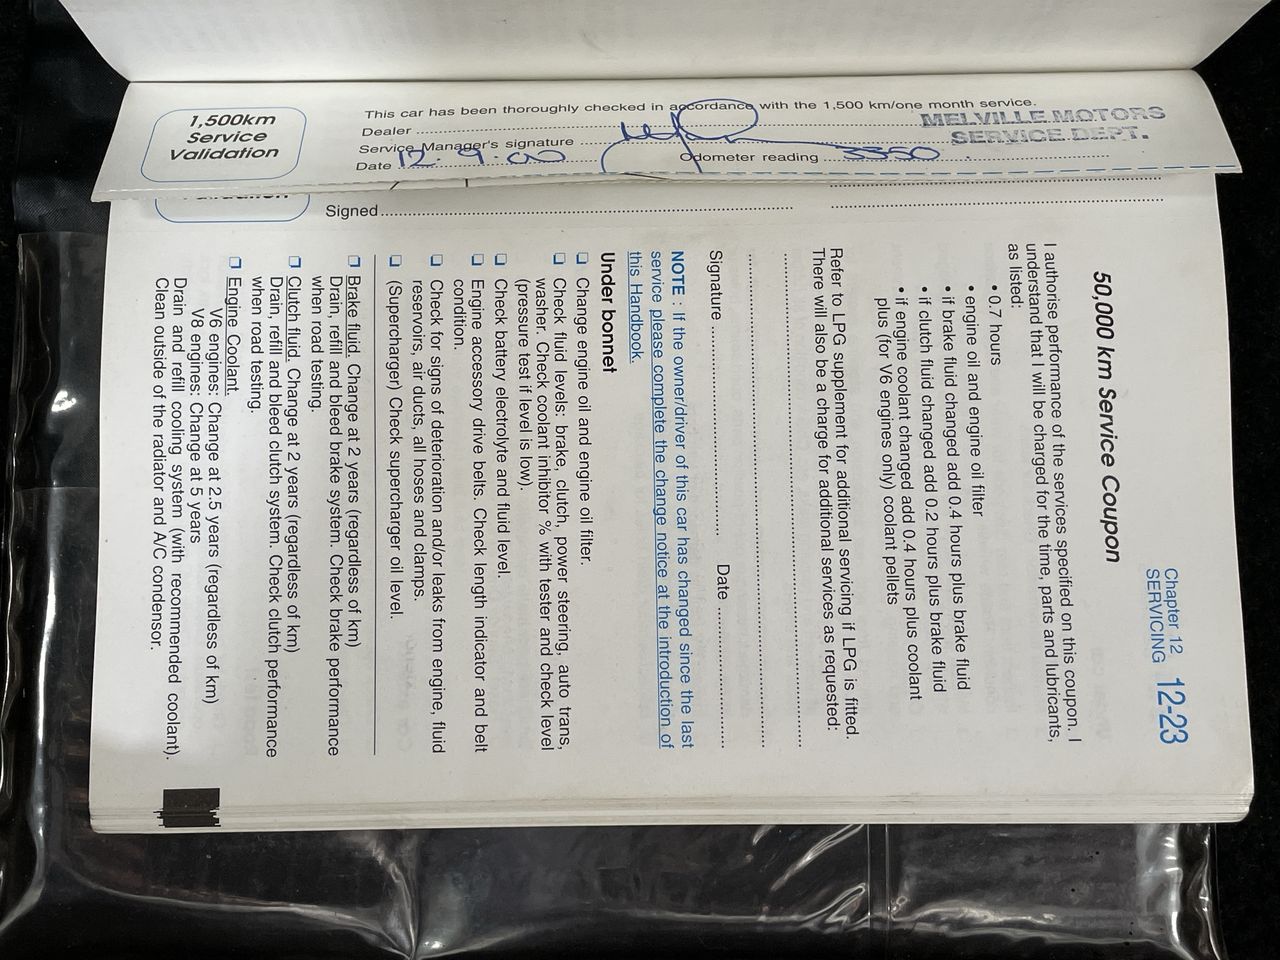 1,500km
Service
Validation
This car has been thoroughly checked in accordance with the 1,500 km/one month service.
Dealer
MELVILLE MOTORS
SERVICE DEPT.
Service Manager's signature
Date 12.9.00 Odometer reading 3350
Signed
Chapter 12
SERVICING 12-23
50,000 km Service Coupon
I authorise performance of the services specified on this coupon. I
understand that I will be charged for the time, parts and lubricants,
as listed:
• 0.7 hours
• engine oil and engine oil filter
• if brake fluid changed add 0.4 hours plus brake fluid
• if clutch fluid changed add 0.2 hours plus brake fluid
• if engine coolant changed add 0.4 hours plus coolant
plus (for V6 engines only) coolant pellets
Refer to LPG supplement for additional servicing if LPG is fitted.
There will also be a charge for additional services as requested:
Signature Date
NOTE : If the owner/driver of this car has changed since the last
service please complete the change notice at the introduction of
this Handbook.
Under bonnet
❑ Change engine oil and engine oil filter.
❑ Check fluid levels: brake, clutch, power steering, auto trans,
washer. Check coolant inhibitor % with tester and check level
(pressure test if level is low).
❑ Check battery electrolyte and fluid level.
❑ Engine accessory drive belts. Check length indicator and belt
condition.
❑ Check for signs of deterioration and/or leaks from engine, fluid
reservoirs, air ducts, all hoses and clamps.
❑ (Supercharger) Check supercharger oil level.
❑ Brake fluid. Change at 2 years (regardless of km)
Drain, refill and bleed brake system. Check brake performance
when road testing.
❑ Clutch fluid. Change at 2 years (regardless of km)
Drain, refill and bleed clutch system. Check clutch performance
when road testing.
❑ Engine Coolant.
V6 engines: Change at 2.5 years (regardless of km)
V8 engines: Change at 5 years
Drain and refill cooling system (with recommended coolant).
Clean outside of the radiator and A/C condensor.